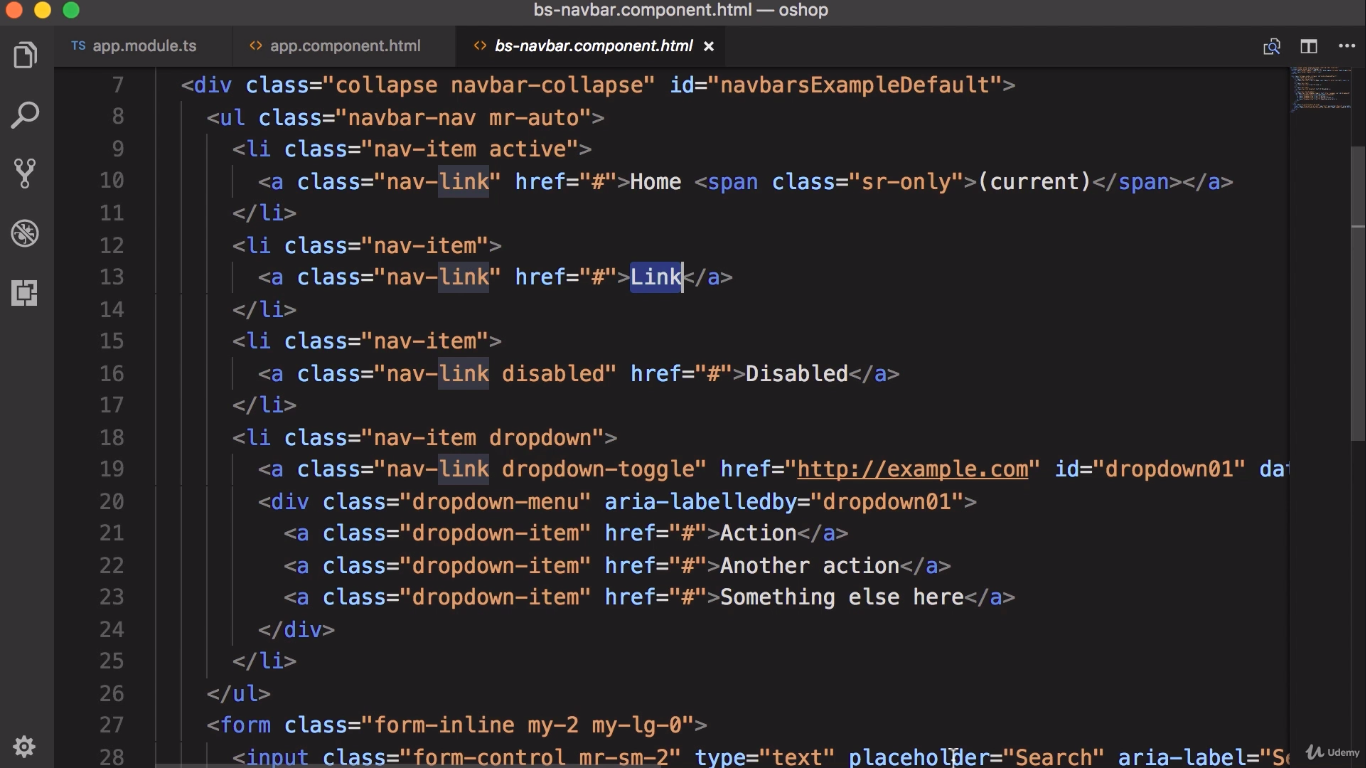 bs-navbar.component.html — oshop
TS app.module.ts <> app.component.html <> bs-navbar.component.html ×
7 <div class="collapse navbar-collapse" id="navbarsExampleDefault">
8 <ul class="navbar-nav mr-auto">
9 <li class="nav-item active">
10 <a class="nav-link" href="#">Home <span class="sr-only">(current)</span></a>
11 </li>
12 <li class="nav-item">
13 <a class="nav-link" href="#">Link</a>
14 </li>
15 <li class="nav-item">
16 <a class="nav-link disabled" href="#">Disabled</a>
17 </li>
18 <li class="nav-item dropdown">
19 <a class="nav-link dropdown-toggle" href="http://example.com" id="dropdown01" dat
20 <div class="dropdown-menu" aria-labelledby="dropdown01">
21 <a class="dropdown-item" href="#">Action</a>
22 <a class="dropdown-item" href="#">Another action</a>
23 <a class="dropdown-item" href="#">Something else here</a>
24 </div>
25 </li>
26 </ul>
27 <form class="form-inline my-2 my-lg-0">
28 <input class="form-control mr-sm-2" type="text" placeholder="Search" aria-label="Se
Udemy